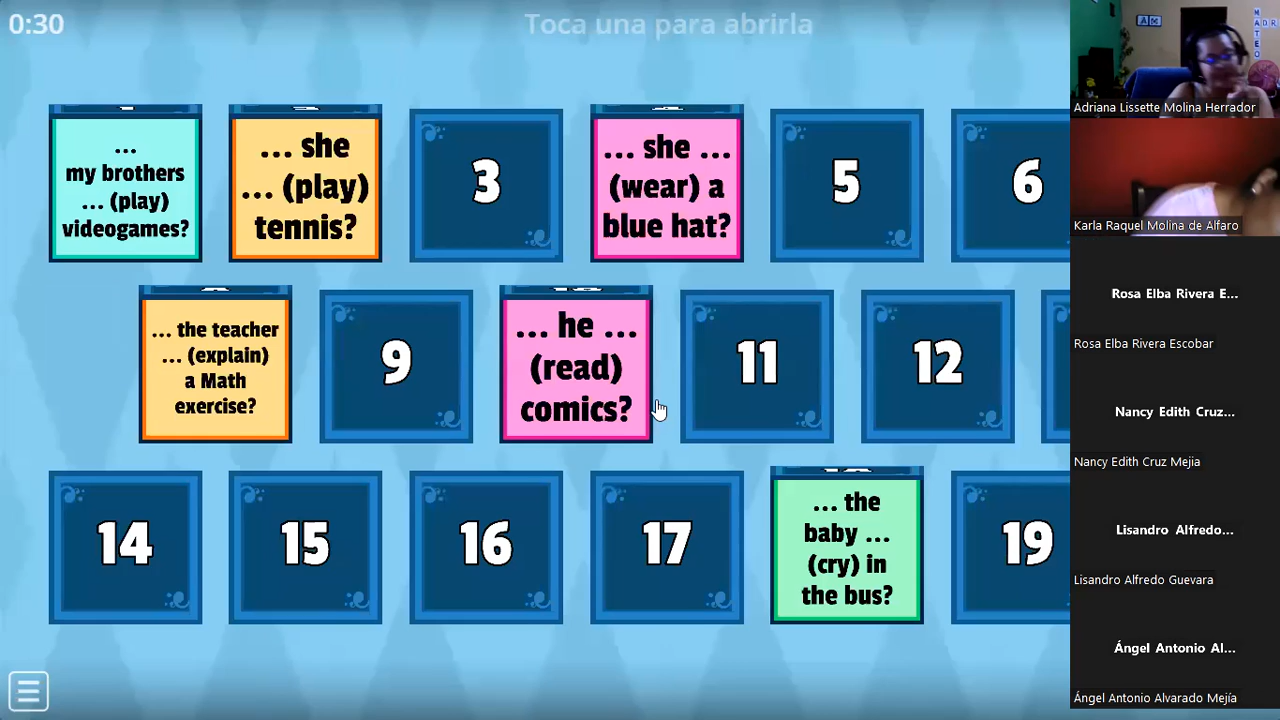 0:30
Toca una para abrirla
...
my brothers
... (play)
videogames?
... she
... (play)
tennis?
3
... she ...
(wear) a
blue hat?
5
6
... the teacher
... (explain)
a Math
exercise?
9
... he ...
(read)
comics?
11
12
14
15
16
17
... the
baby ...
(cry) in
the bus?
19
Adriana Lissette Molina Herrador
Karla Raquel Molina de Alfaro
Rosa Elba Rivera E...
Rosa Elba Rivera Escobar
Nancy Edith Cruz...
Nancy Edith Cruz Mejia
Lisandro Alfredo...
Lisandro Alfredo Guevara
Ángel Antonio Al...
Ángel Antonio Alvarado Mejía